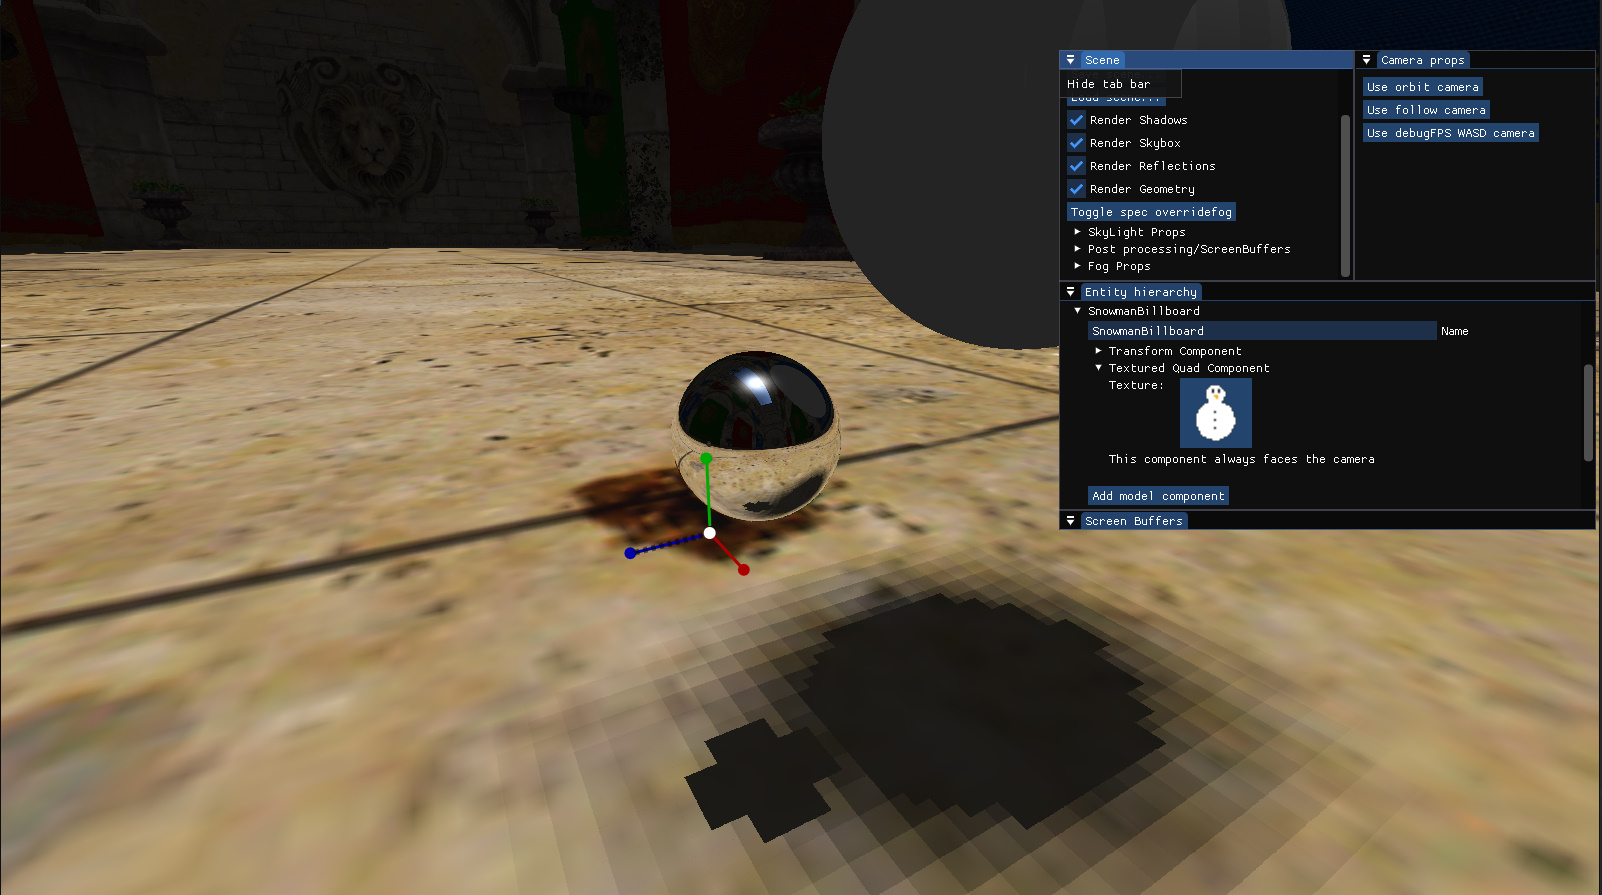 Scene
Hide tab bar
Load scene...
Render Shadows
Render Skybox
Render Reflections
Render Geometry
Toggle spec overridefog
SkyLight Props
Post processing/ScreenBuffers
Fog Props
Camera props
Use orbit camera
Use follow camera
Use debugFPS WASD camera
Entity hierarchy
SnowmanBillboard
SnowmanBillboard Name
Transform Component
Textured Quad Component
Texture:
This component always faces the camera
Add model component
Screen Buffers